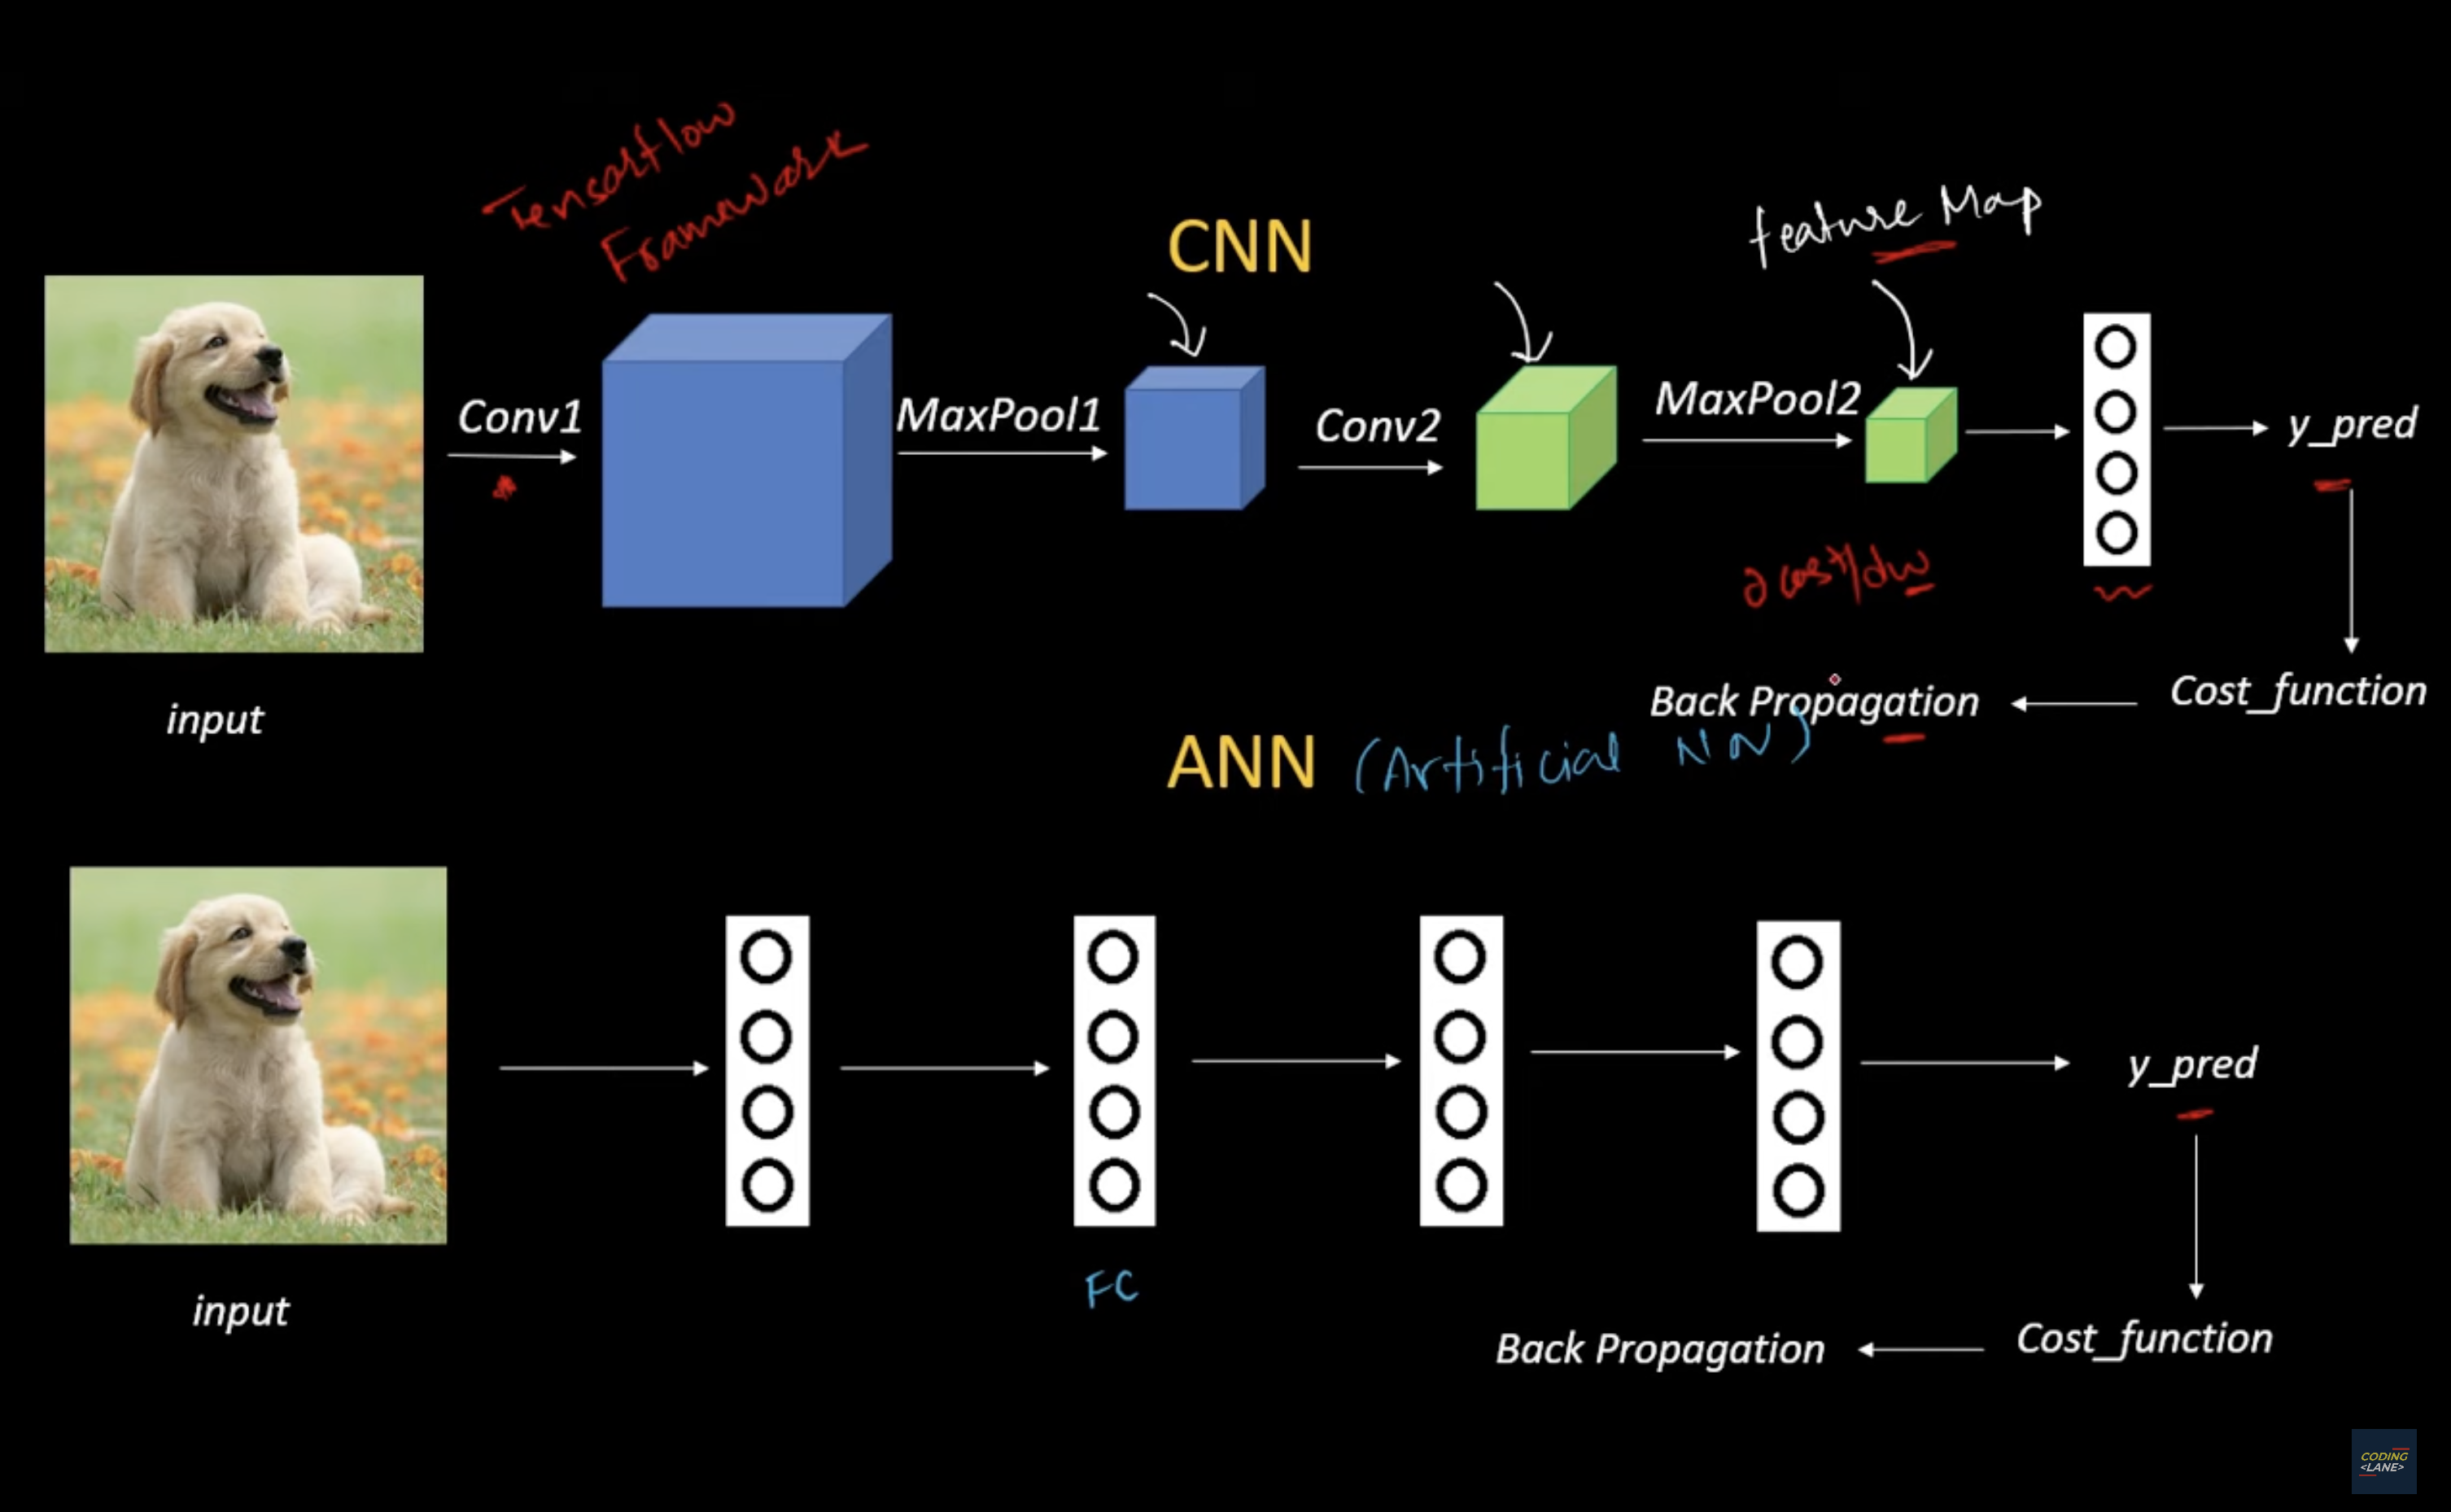 Tensorflow
Framework
CNN
feature Map
Conv1
MaxPool1
Conv2
MaxPool2
y_pred
∂cost/dw
input
Back Propagation
Cost_function
ANN (Artificial NN)
y_pred
FC
input
Back Propagation
Cost_function
CODING
<LANE>